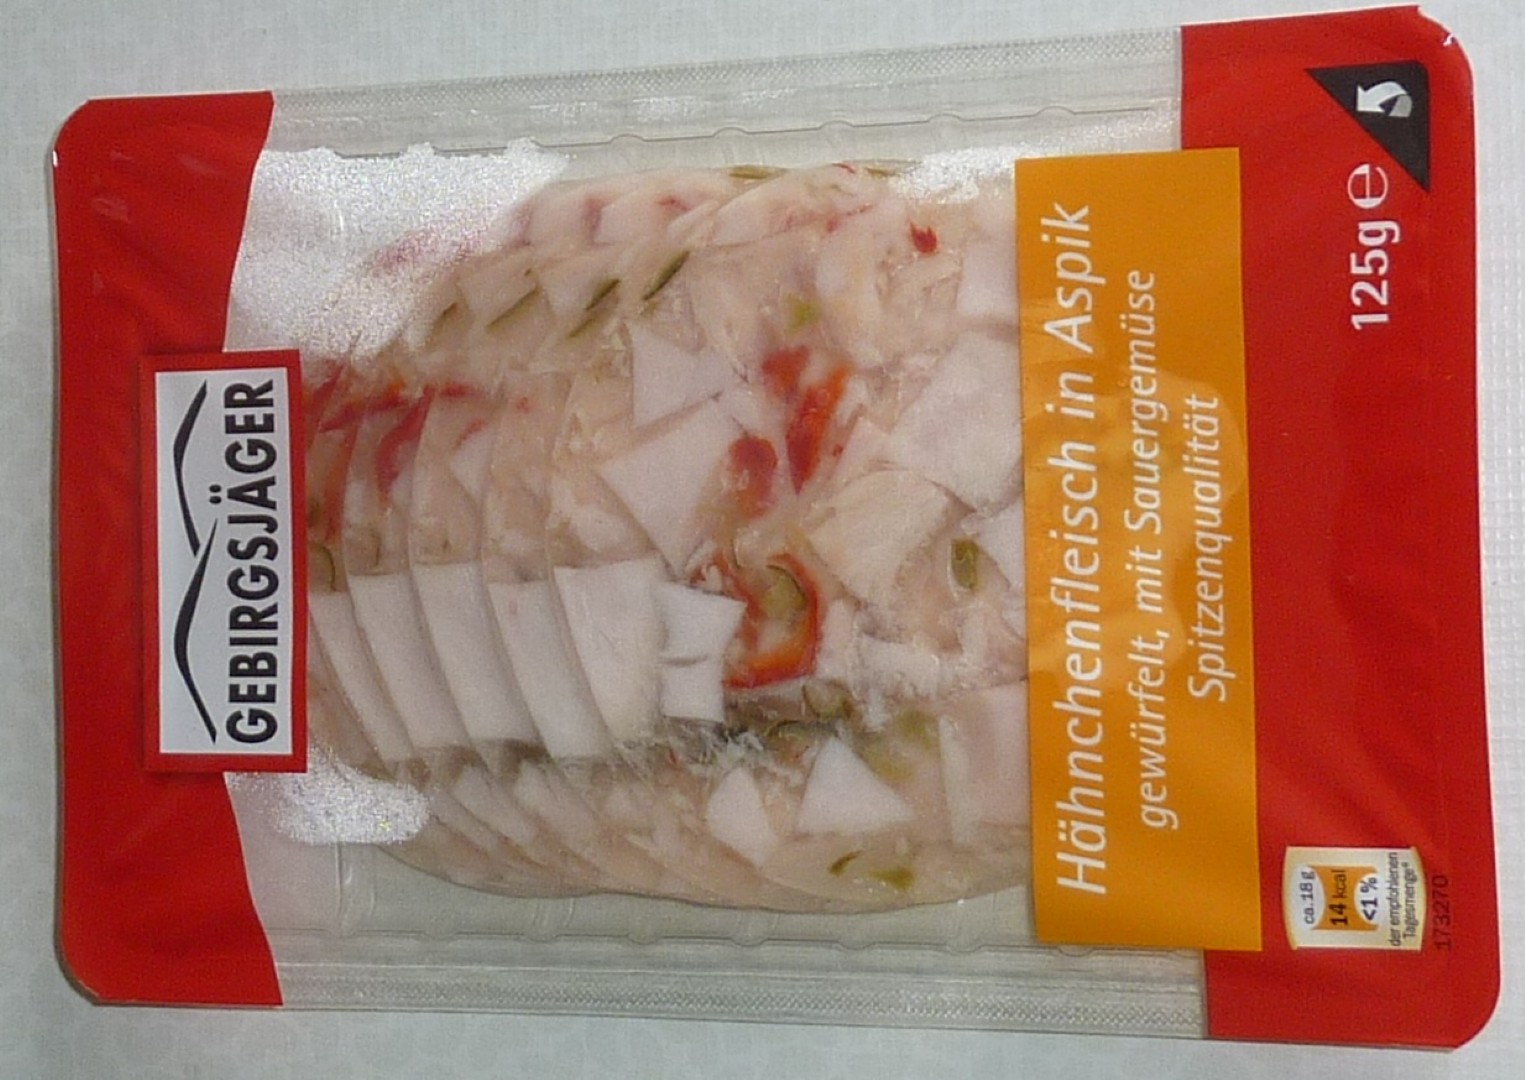 GEBIRGSJÄGER
Hähnchenfleisch in Aspik
gewürfelt, mit Sauergemüse
Spitzenqualität
ca. 18 g
14 kcal
<1 %
der empfohlenen
Tagesmenge*
173270
125g ℮